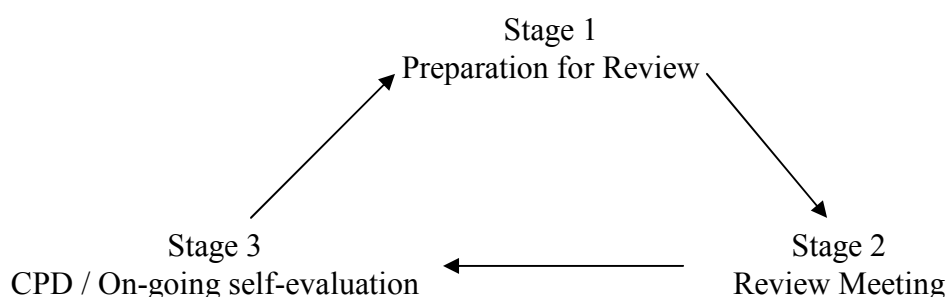 Stage 1
Preparation for Review
Stage 3
CPD / On-going self-evaluation
Stage 2
Review Meeting